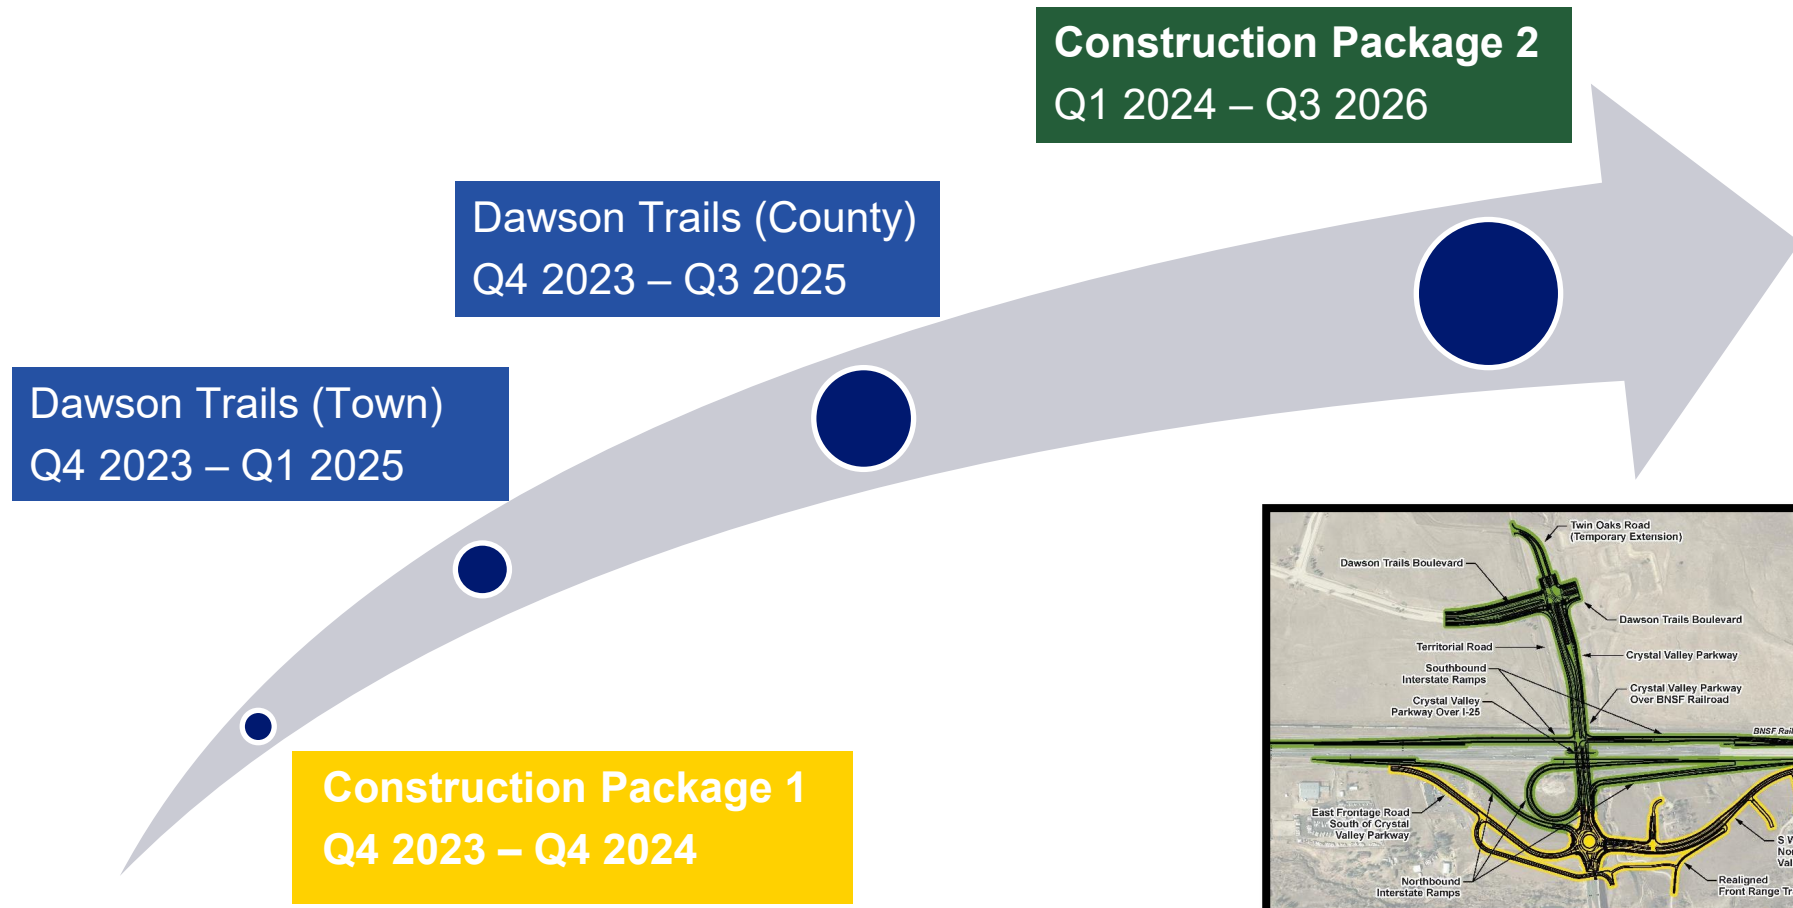 Construction Package 2
Q1 2024 – Q3 2026
Dawson Trails (County)
Q4 2023 – Q3 2025
Dawson Trails (Town)
Q4 2023 – Q1 2025
Construction Package 1
Q4 2023 – Q4 2024
Twin Oaks Road
(Temporary Extension)
Dawson Trails Boulevard
Dawson Trails Boulevard
Territorial Road
Crystal Valley Parkway
Southbound
Interstate Ramps
Crystal Valley Parkway
Over BNSF Railroad
Crystal Valley
Parkway Over I-25
BNSF
East Frontage Road
South of Crystal
Valley Parkway
Northbound
Interstate Ramps
Realigned
Front Range